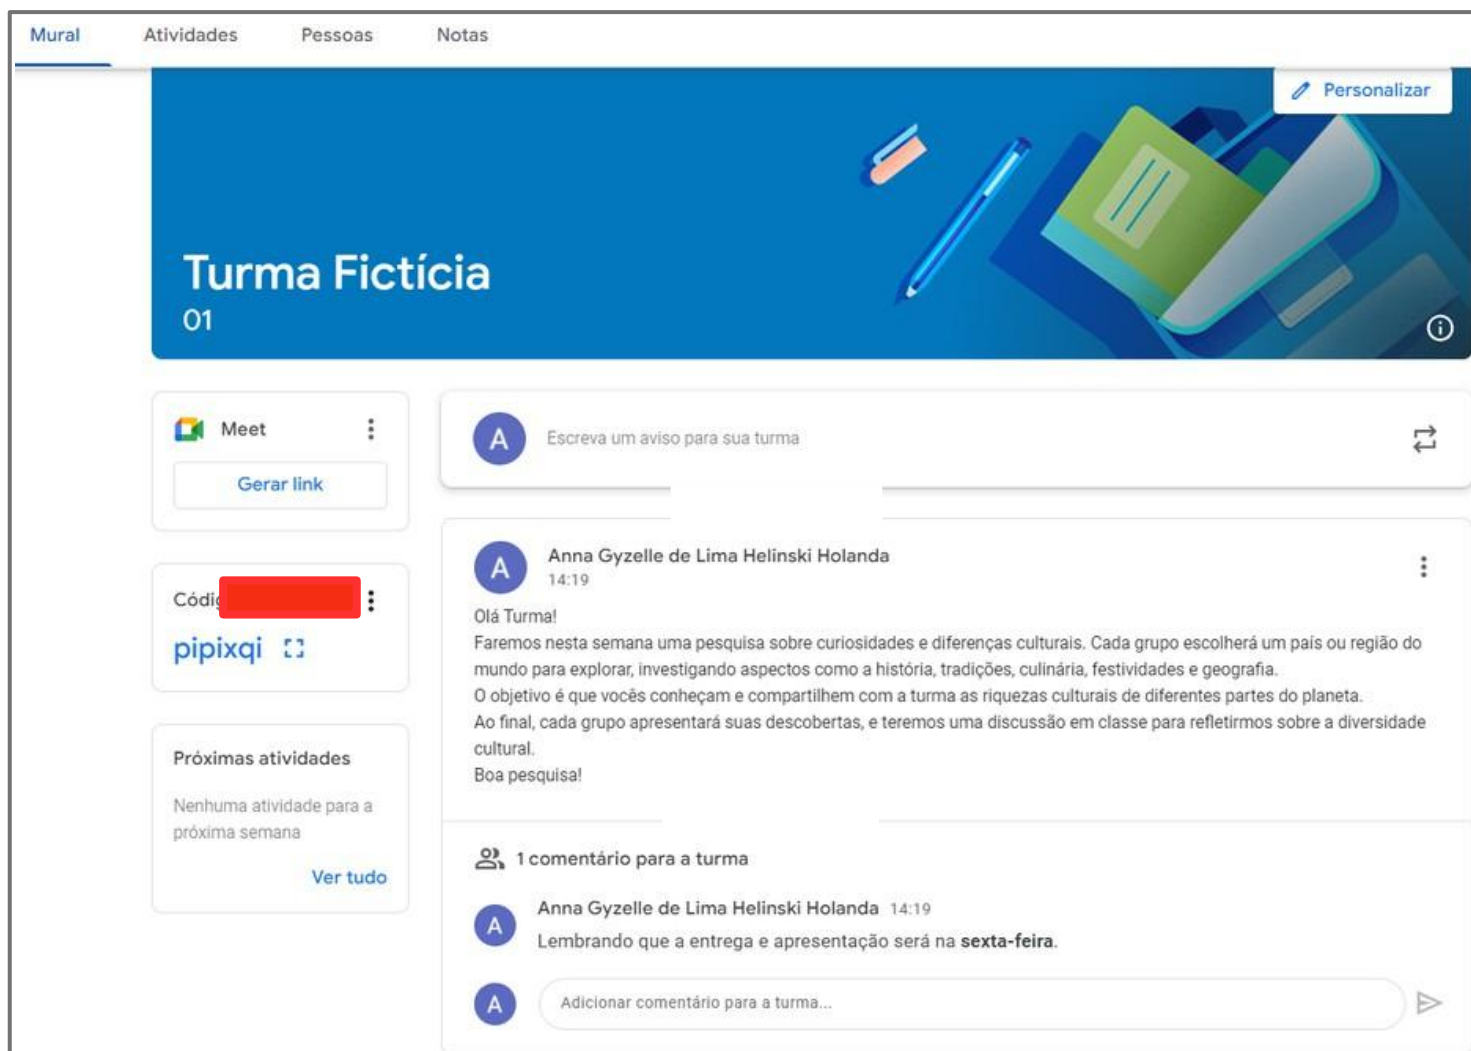 Mural Atividades Pessoas Notas
Personalizar
Turma Fictícia
01
Meet
Gerar link
Escreva um aviso para sua turma
Anna Gyzelle de Lima Helinski Holanda
14:19
Olá Turma!
Faremos nesta semana uma pesquisa sobre curiosidades e diferenças culturais. Cada grupo escolherá um país ou região do
mundo para explorar, investigando aspectos como a história, tradições, culinária, festividades e geografia.
O objetivo é que vocês conheçam e compartilhem com a turma as riquezas culturais de diferentes partes do planeta.
Ao final, cada grupo apresentará suas descobertas, e teremos uma discussão em classe para refletirmos sobre a diversidade
cultural.
Boa pesquisa!
pipixqi
Próximas atividades
Nenhuma atividade para a
próxima semana
Ver tudo
1 comentário para a turma
Anna Gyzelle de Lima Helinski Holanda 14:19
Lembrando que a entrega e apresentação será na sexta-feira.
Adicionar comentário para a turma...